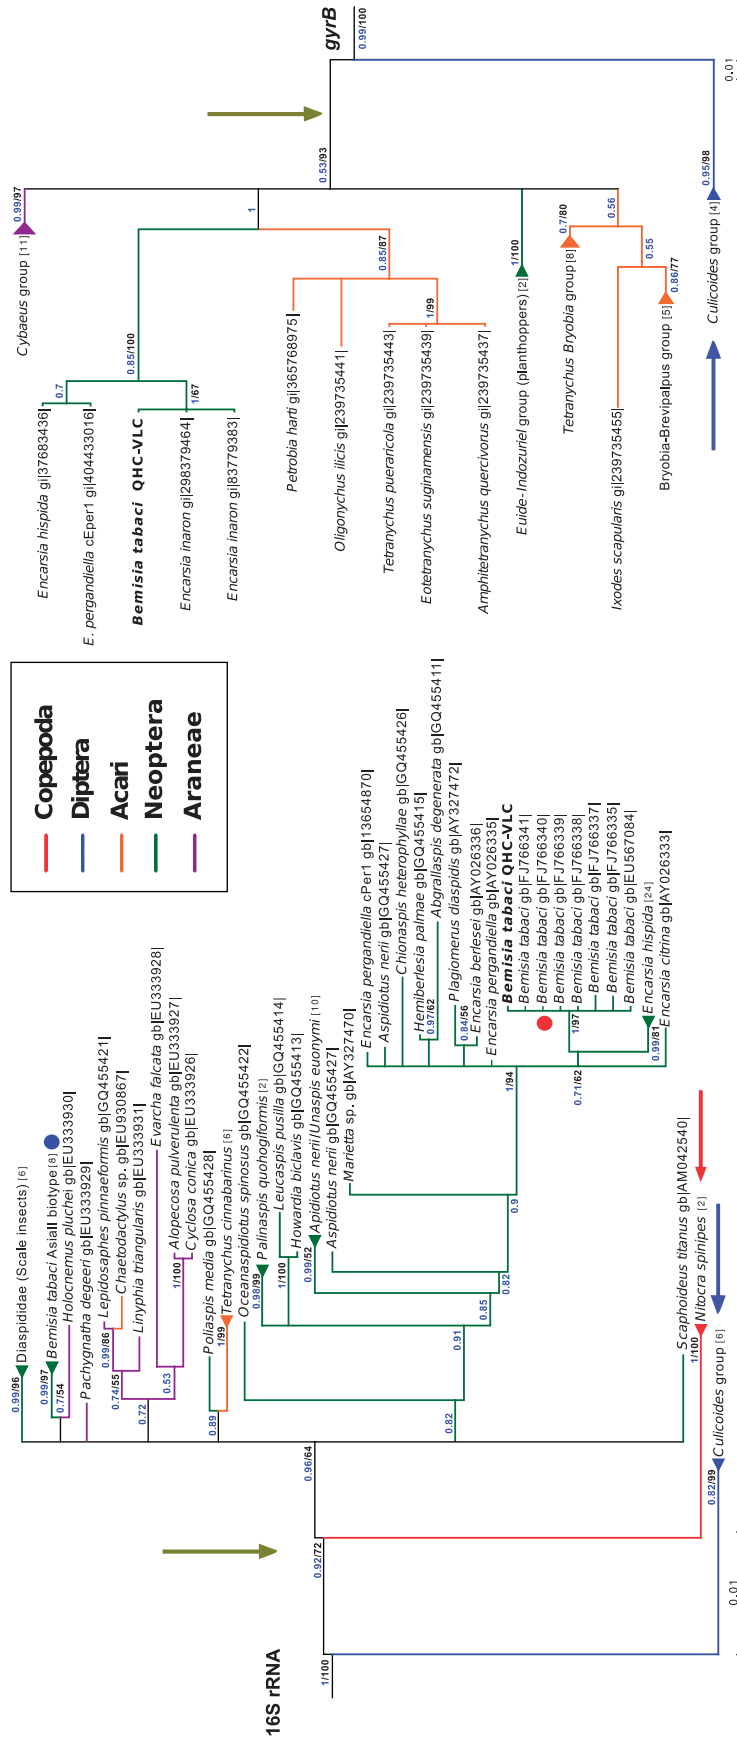 16S rRNA
1/100
0.92/72
0.96/64
0.99/96
Diaspididae (Scale insects) [6]
0.99/97
Bemisia tabaci AsiaII biotype [8]
0.7/54
Holocnemus pluchei gb|EU333930|
Pachygnatha degeeri gb|EU333929|
Lepidosaphes pinnaeformis gb|GQ455421|
0.99/86
Chaetodactylus sp. gb|EU930867|
0.74/55
Linyphia triangularis gb|EU333931|
0.72
Evarcha falcata gb|EU333928|
0.53
Alopecosa pulverulenta gb|EU333927|
1/100
Cyclosa conica gb|EU333926|
Poliaspis media gb|GQ455428|
0.89
1/99
Tetranychus cinnabarinus [6]
Oceanaspidiotus spinosus gb|GQ455422|
0.98/99
Palinaspis quohogiformis [2]
Leucaspis pusilla gb|GQ455414|
1/100
Howardia biclavis gb|GQ455413|
0.99/52
Apidiotus nerii/Unaspis euonymi [10]
Aspidiotus nerii gb|GQ455427|
Marietta sp. gb|AY327470|
0.82
0.91
0.85
0.82
0.9
Encarsia pergandiella cPer1 gb|13654870|
Aspidiotus nerii gb|GQ455427|
Chionaspis heterophyllae gb|GQ455426|
Hemiberlesia palmae gb|GQ455415|
0.97/62
Abgrallaspis degenerata gb|GQ455411|
Plagiomerus diaspidis gb|AY327472|
0.84/56
Encarsia berlesei gb|AY026336|
Encarsia pergandiella gb|AY026335|
1/94
Bemisia tabaci QHC-VLC
Bemisia tabaci gb|FJ766341|
Bemisia tabaci gb|FJ766340|
Bemisia tabaci gb|FJ766339|
Bemisia tabaci gb|FJ766338|
1/97
Bemisia tabaci gb|FJ766337|
Bemisia tabaci gb|FJ766335|
Bemisia tabaci gb|EU567084|
0.71/62
Encarsia hispida [24]
0.99/81
Encarsia citrina gb|AY026333|
Scaphoideus titanus gb|AM042540|
1/100
Nitocra spinipes [2]
0.82/99
Culicoides group [6]
0.01
Copepoda
Diptera
Acari
Neoptera
Araneae
gyrB
0.99/100
0.53/93
0.99/97
Cybaeus group [11]
1
0.85/100
0.7
Encarsia hispida gi|37683436|
E. pergandiella cEper1 gi|404433016|
Bemisia tabaci QHC-VLC
1/67
Encarsia inaron gi|298379464|
Encarsia inaron gi|83779383|
0.85/87
Petrobia harti gi|365768975|
Oligonychus ilicis gi|239735441|
1/99
Tetranychus pueraricola gi|239735443|
Eotetranychus suginamensis gi|239735439|
Amphitetranychus quercivorus gi|239735437|
1/100
Euide-Indozuriel group (planthoppers) [2]
0.7/80
Tetranychus Bryobia group [8]
0.56
0.55
Ixodes scapularis gi|239735455|
0.86/77
Bryobia-Brevipalpus group [5]
0.95/98
Culicoides group [4]
0.01